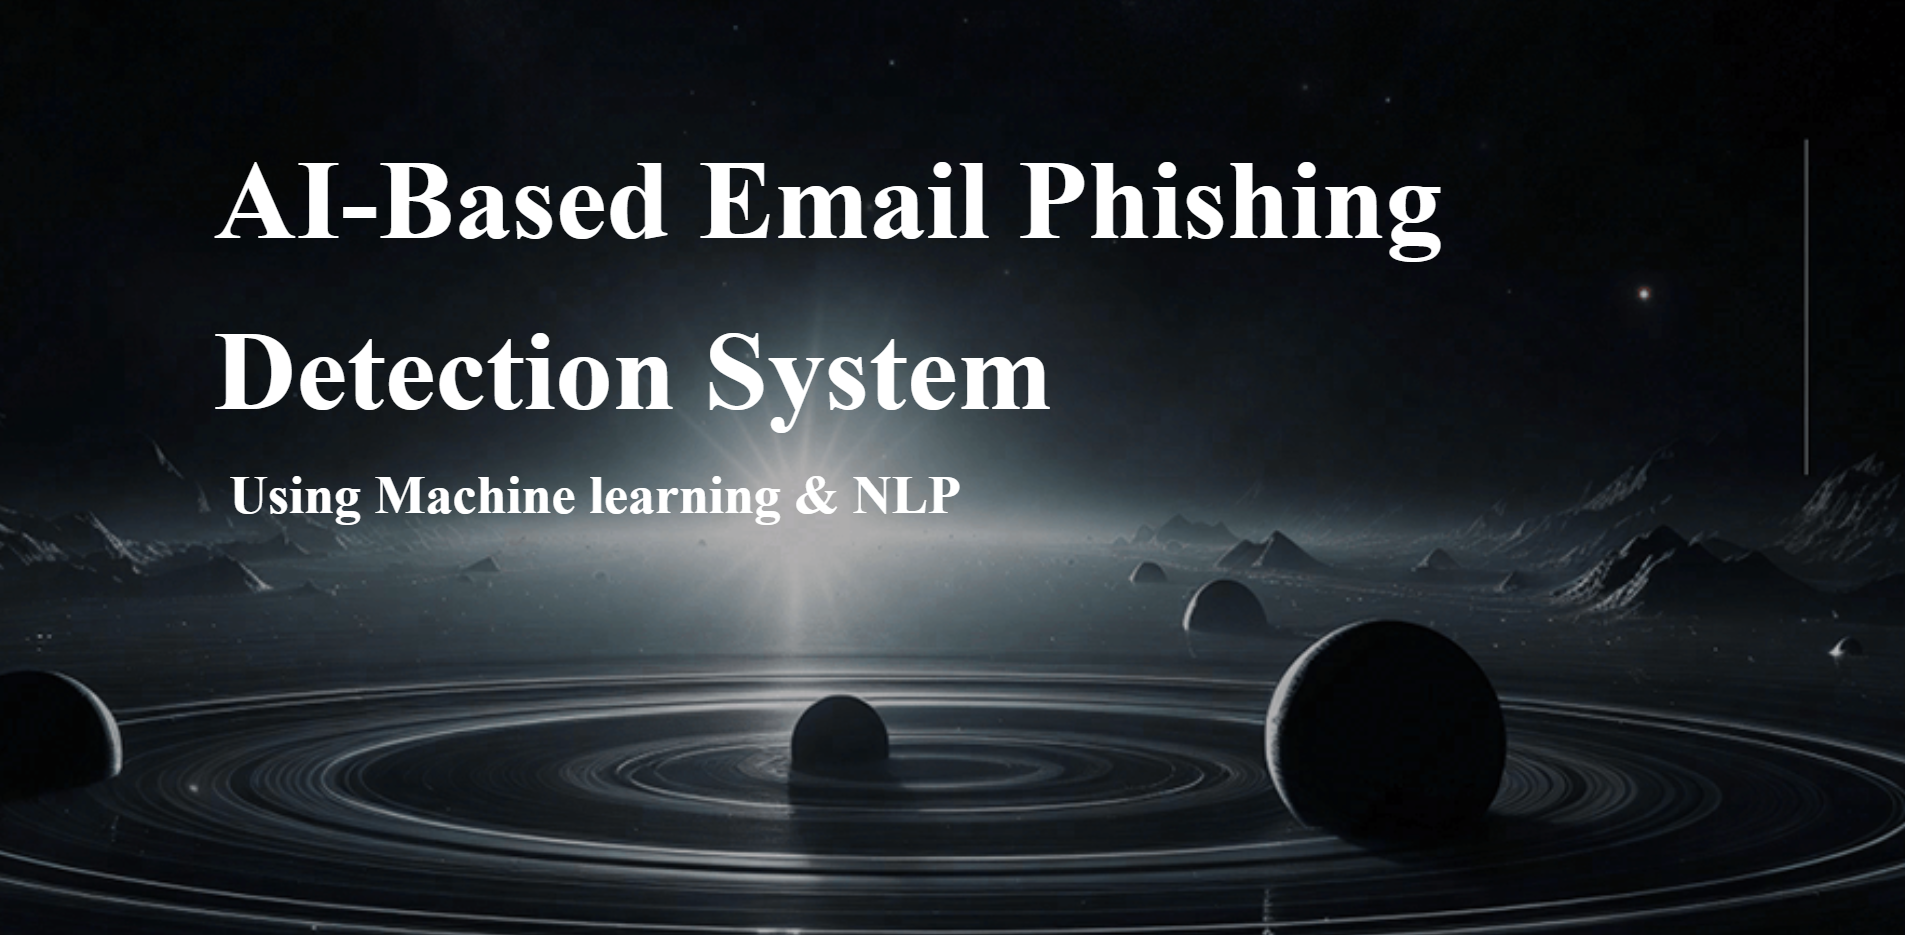 AI-Based Email Phishing
Detection System
Using Machine learning & NLP